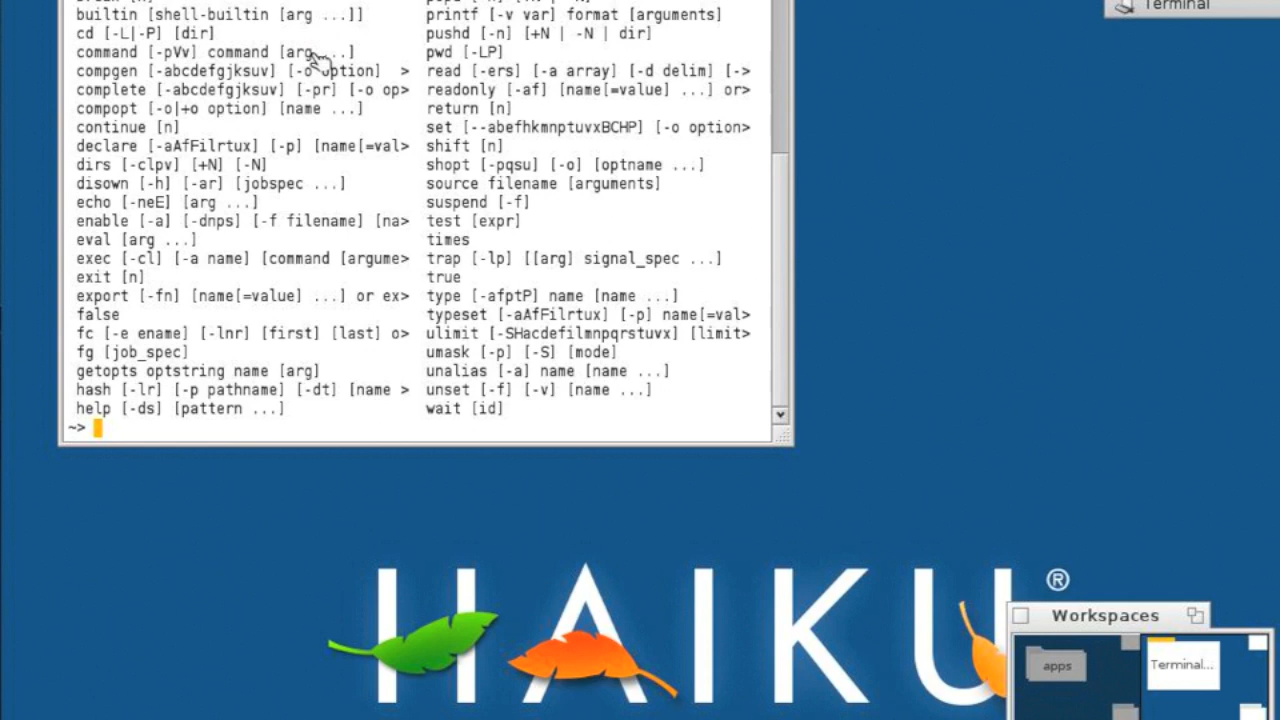 builtin [shell-builtin [arg ...]]
cd [-L|-P] [dir]
command [-pVv] command [arg ...]
compgen [-abcdefgjksuv] [-o option] >
complete [-abcdefgjksuv] [-pr] [-o op>
compopt [-o|+o option] [name ...]
continue [n]
declare [-aAfFilrtux] [-p] [name[=val>
dirs [-clpv] [+N] [-N]
disown [-h] [-ar] [jobspec ...]
echo [-neE] [arg ...]
enable [-a] [-dnps] [-f filename] [na>
eval [arg ...]
exec [-cl] [-a name] [command [argume>
exit [n]
export [-fn] [name[=value] ...] or ex>
false
fc [-e ename] [-lnr] [first] [last] o>
fg [job_spec]
getopts optstring name [arg]
hash [-lr] [-p pathname] [-dt] [name >
help [-ds] [pattern ...]
~>
printf [-v var] format [arguments]
pushd [-n] [+N | -N | dir]
pwd [-LP]
read [-ers] [-a array] [-d delim] [->
readonly [-af] [name[=value] ...] or>
return [n]
set [--abefhkmnptuvxBCHP] [-o option>
shift [n]
shopt [-pqsu] [-o] [optname ...]
source filename [arguments]
suspend [-f]
test [expr]
times
trap [-lp] [[arg] signal_spec ...]
true
type [-afptP] name [name ...]
typeset [-aAfFilrtux] [-p] name[=val>
ulimit [-SHacdefilmnpqrstuvx] [limit>
umask [-p] [-S] [mode]
unalias [-a] name [name ...]
unset [-f] [-v] [name ...]
wait [id]
Terminal
HAIKU®
Workspaces
apps
Terminal...